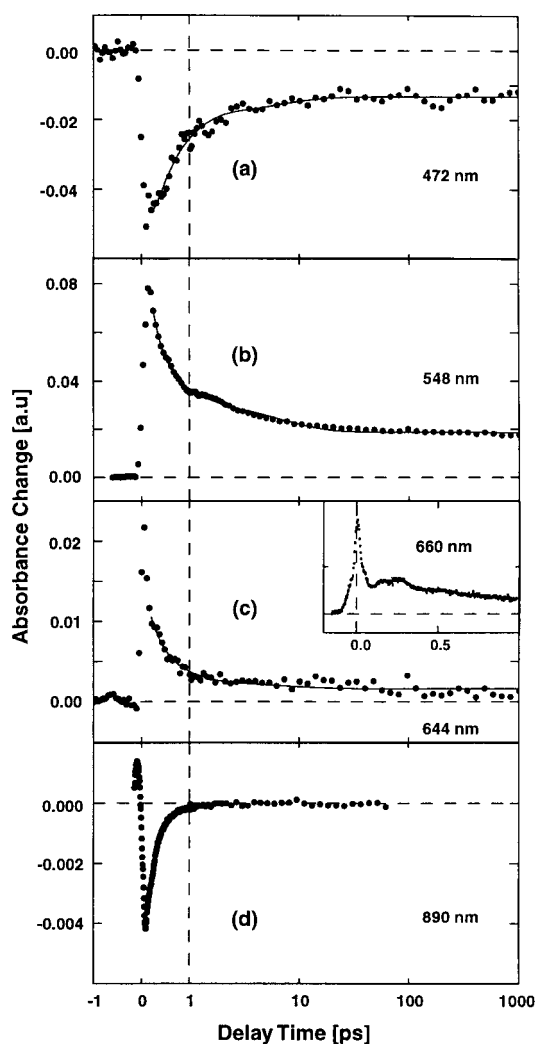 0.00
-0.02
-0.04
(a)
472 nm
0.08
0.04
0.00
(b)
548 nm
Absorbance Change [a.u]
0.02
0.01
0.00
(c)
660 nm
0.0 0.5
644 nm
0.000
-0.002
-0.004
(d)
890 nm
-1 0 1 10 100 1000
Delay Time [ps]